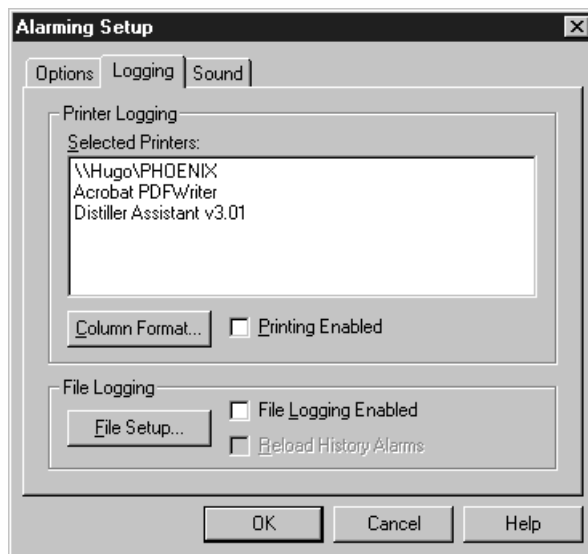 Alarming Setup
Options Logging Sound
Printer Logging
Selected Printers:
\\Hugo\PHOENIX
Acrobat PDFWriter
Distiller Assistant v3.01
Column Format... Printing Enabled
File Logging
File Setup... File Logging Enabled
Reload History Alarms
OK Cancel Help